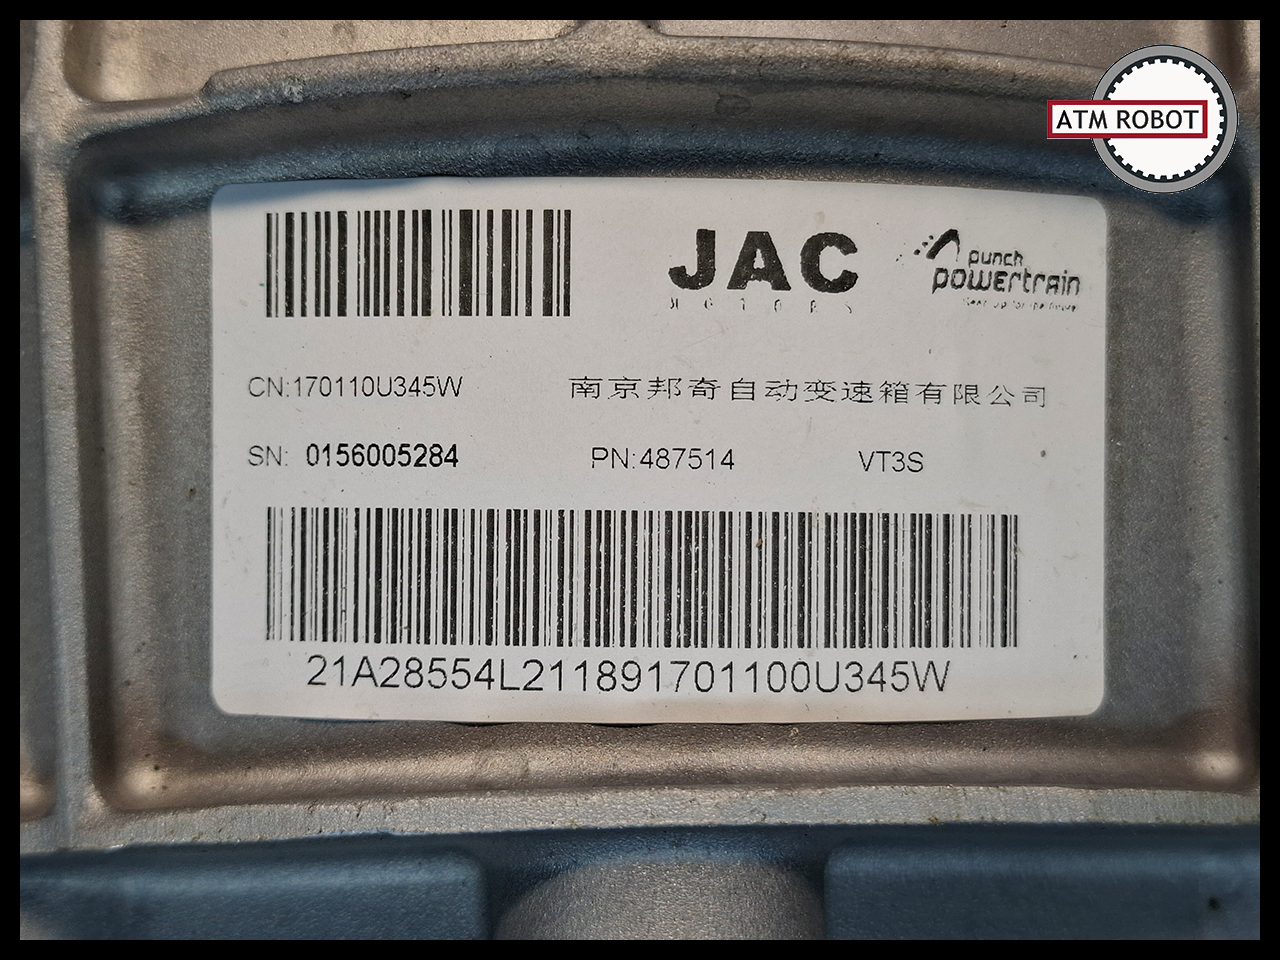 ATM ROBOT
JAC
MOTORS
punch
powertrain
CN:170110U345W
南京邦奇自动变速箱有限公司
SN: 0156005284
PN:487514
VT3S
21A28554L211891701100U345W